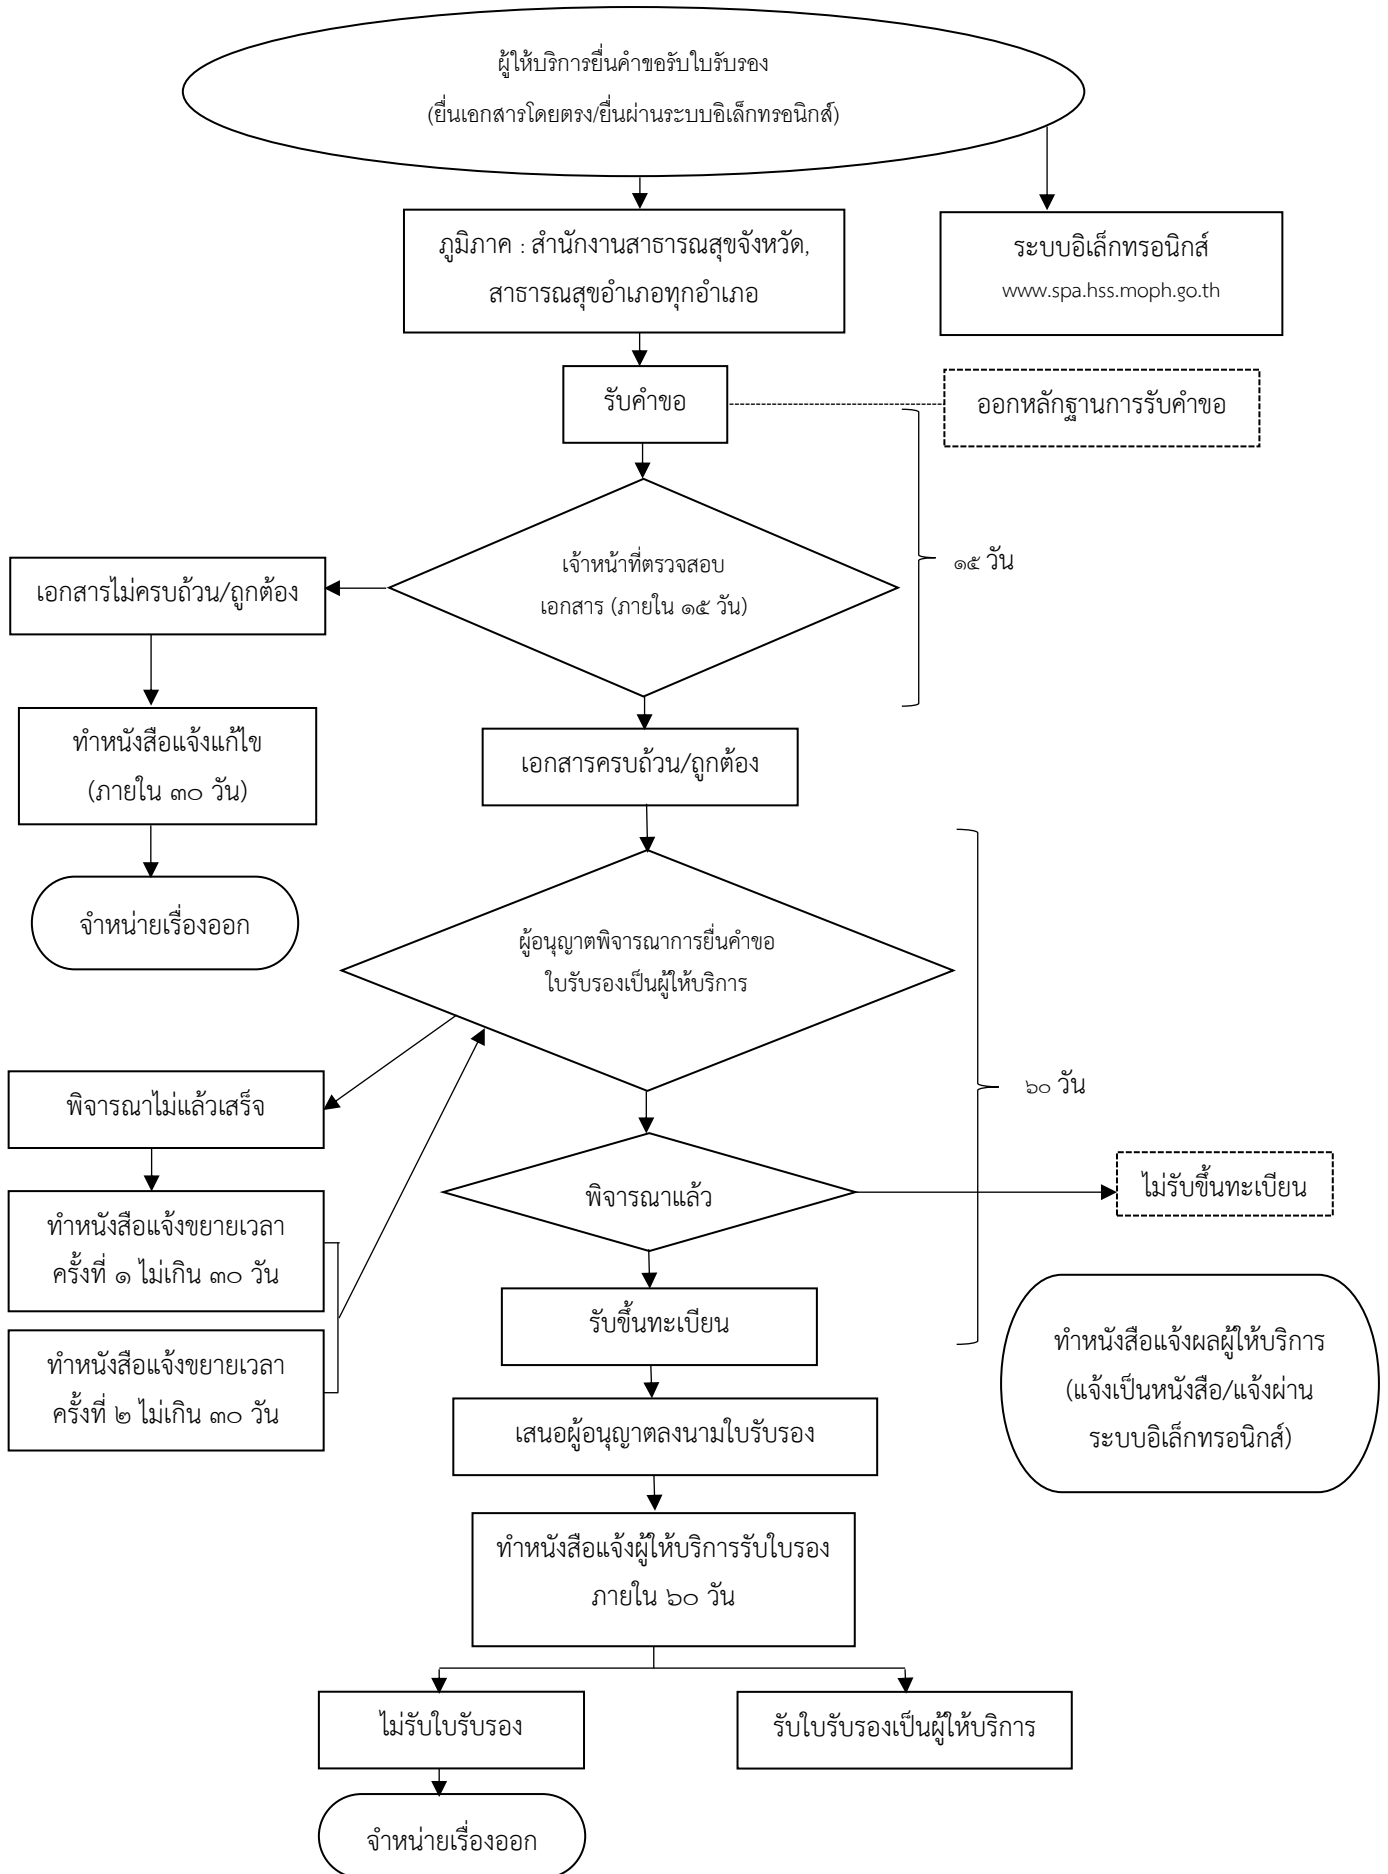 ผู้ให้บริการยื่นคำขอรับใบรับรอง
(ยื่นเอกสารโดยตรง/ยื่นผ่านระบบอิเล็กทรอนิกส์)
ภูมิภาค : สำนักงานสาธารณสุขจังหวัด,
สาธารณสุขอำเภอทุกอำเภอ
ระบบอิเล็กทรอนิกส์
www.spa.hss.moph.go.th
รับคำขอ
ออกหลักฐานการรับคำขอ
๑๕ วัน
เจ้าหน้าที่ตรวจสอบ
เอกสาร (ภายใน ๑๕ วัน)
เอกสารไม่ครบถ้วน/ถูกต้อง
ทำหนังสือแจ้งแก้ไข
(ภายใน ๓๐ วัน)
จำหน่ายเรื่องออก
เอกสารครบถ้วน/ถูกต้อง
ผู้อนุญาตพิจารณาการยื่นคำขอ
ใบรับรองเป็นผู้ให้บริการ
๖๐ วัน
พิจารณาไม่แล้วเสร็จ
ทำหนังสือแจ้งขยายเวลา
ครั้งที่ ๑ ไม่เกิน ๓๐ วัน
ทำหนังสือแจ้งขยายเวลา
ครั้งที่ ๒ ไม่เกิน ๓๐ วัน
พิจารณาแล้ว
ไม่รับขึ้นทะเบียน
ทำหนังสือแจ้งผลผู้ให้บริการ
(แจ้งเป็นหนังสือ/แจ้งผ่าน
ระบบอิเล็กทรอนิกส์)
รับขึ้นทะเบียน
เสนอผู้อนุญาตลงนามใบรับรอง
ทำหนังสือแจ้งผู้ให้บริการรับใบรอง
ภายใน ๖๐ วัน
ไม่รับใบรับรอง
รับใบรับรองเป็นผู้ให้บริการ
จำหน่ายเรื่องออก